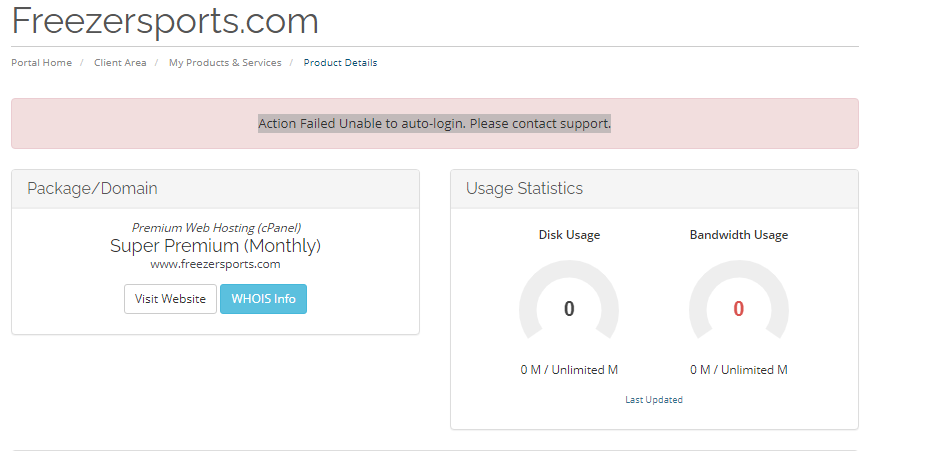 Freezersports.com
Portal Home / Client Area / My Products & Services / Product Details
Action Failed Unable to auto-login. Please contact support.
Package/Domain
Premium Web Hosting (cPanel)
Super Premium (Monthly)
www.freezersports.com
Visit Website WHOIS Info
Usage Statistics
Disk Usage Bandwidth Usage
0 0
0 M / Unlimited M 0 M / Unlimited M
Last Updated